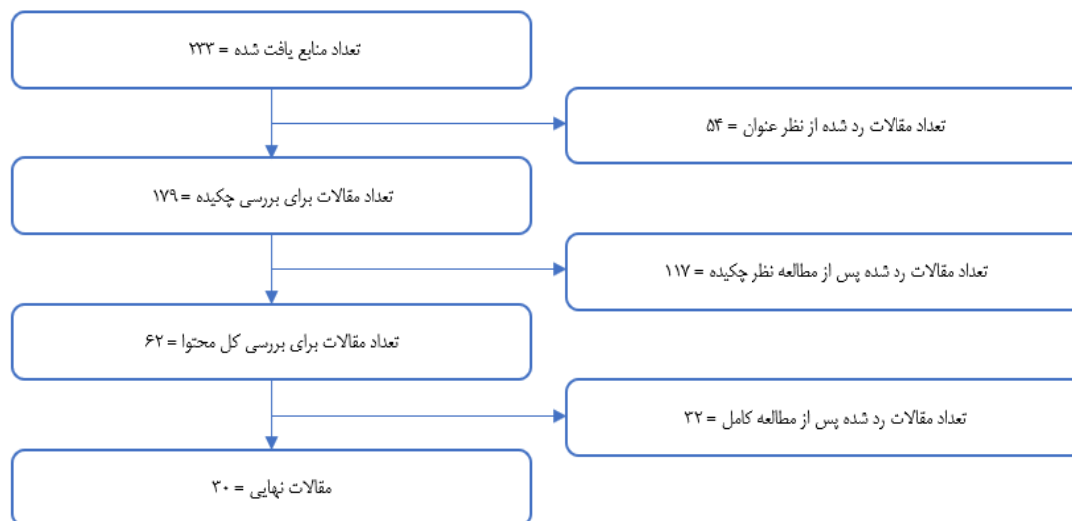 تعداد منابع یافت شده = ۲۳۳
تعداد مقالات رد شده از نظر عنوان = ۵۴
تعداد مقالات برای بررسی چکیده = ۱۷۹
تعداد مقالات رد شده پس از مطالعه نظر چکیده = ۱۱۷
تعداد مقالات برای بررسی کل محتوا = ۶۲
تعداد مقالات رد شده پس از مطالعه کامل = ۳۲
مقالات نهایی = ۳۰